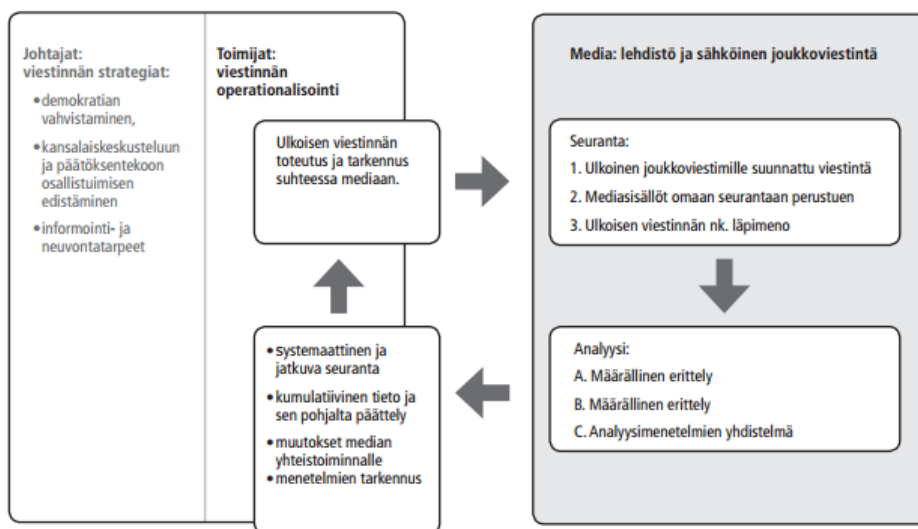 Johtajat:
viestinnän strategiat:
•demokratian
vahvistaminen,
•kansalaiskeskusteluun
ja päätöksentekoon
osallistuimisen
edistäminen
•informointi- ja
neuvontatarpeet
Toimijat:
viestinnän
operationalisointi
Ulkoisen viestinnän
toteutus ja tarkennus
suhteessa mediaan.
•systemaattinen ja
jatkuva seuranta
•kumulatiivinen tieto ja
sen pohjalta päättely
•muutokset median
yhteistoiminnalle
•menetelmien tarkennus
Media: lehdistö ja sähköinen joukkoviestintä
Seuranta:
1. Ulkoinen joukkoviestimille suunnattu viestintä
2. Mediasisällöt omaan seurantaan perustuen
3. Ulkoisen viestinnän nk. läpimeno
Analyysi:
A. Määrällinen erittely
B. Määrällinen erittely
C. Analyysimenetelmien yhdistelmä